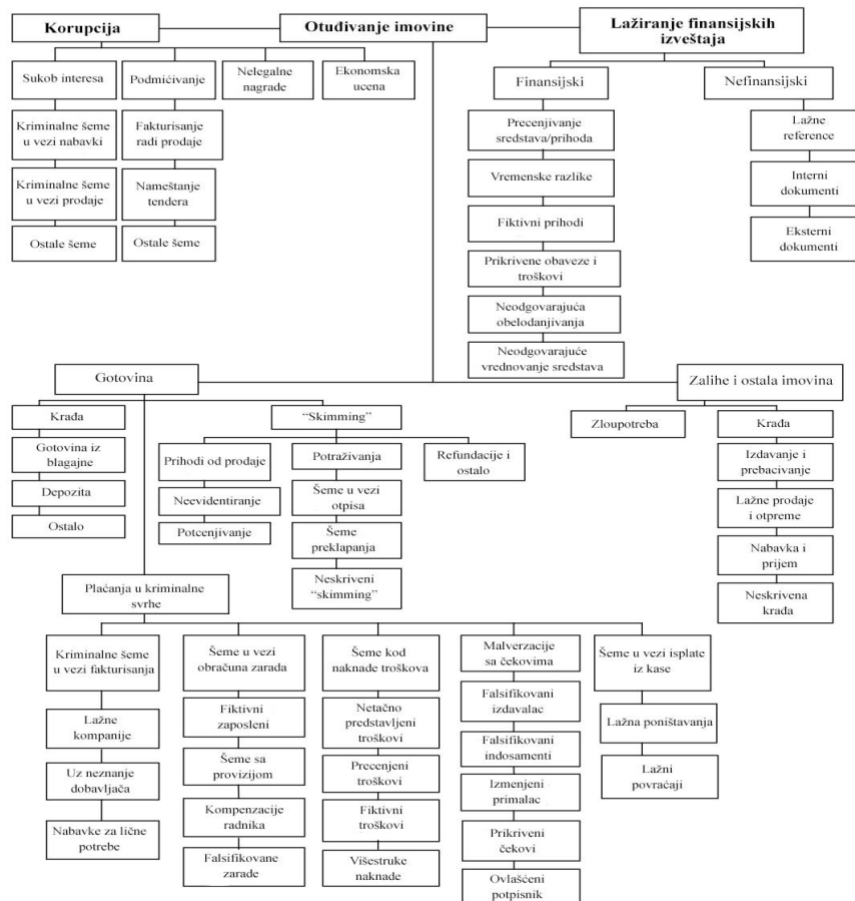 Korupcija
Otuđivanje imovine
Lažiranje finansijskih
izveštaja
Sukob interesa
Podmićivanje
Nelegalne
nagrade
Ekonomska
ucena
Kriminalne šeme
u vezi nabavki
Fakturisanje
radi prodaje
Kriminalne šeme
u vezi prodaje
Nameštanje
tendera
Ostale šeme
Ostale šeme
Finansijski
Nefinansijski
Precenjivanje
sredstava/prihoda
Vremenske razlike
Fiktivni prihodi
Prikrivene obaveze i
troškovi
Neodgovarajuća
obelodanjivanja
Neodgovarajuće
vrednovanje sredstava
Lažne
reference
Interni
dokumenti
Eksterni
dokumenti
Gotovina
Zalihe i ostala imovina
Krađa
Gotovina iz
blagajne
Depozita
Ostalo
“Skimming”
Prihodi od prodaje
Neevidentiranje
Potcenjivanje
Potraživanja
Šeme u vezi
otpisa
Šeme
preklapanja
Neskriveni
“skimming”
Refundacije i
ostalo
Zloupotreba
Krađa
Izdavanje i
prebacivanje
Lažne prodaje
i otpreme
Nabavka i
prijem
Neskrivena
krađa
Plaćanja u kriminalne
svrhe
Kriminalne šeme
u vezi fakturisanja
Lažne
kompanije
Uz neznanje
dobavljača
Nabavke za lične
potrebe
Šeme u vezi
obračuna zarada
Fiktivni
zaposleni
Šeme sa
provizijom
Kompenzacije
radnika
Falsifikovane
zarade
Šeme kod
naknade troškova
Netačno
predstavljeni
troškovi
Precenjeni
troškovi
Fiktivni
troškovi
Višestruke
naknade
Malverzacije
sa čekovima
Falsifikovani
izdavalac
Falsifikovani
indosamenti
Izmenjeni
primalac
Prikriveni
čekovi
Ovlašćeni
potpisnik
Šeme u vezi isplate
iz kase
Lažna poništavanja
Lažni
povraćaji